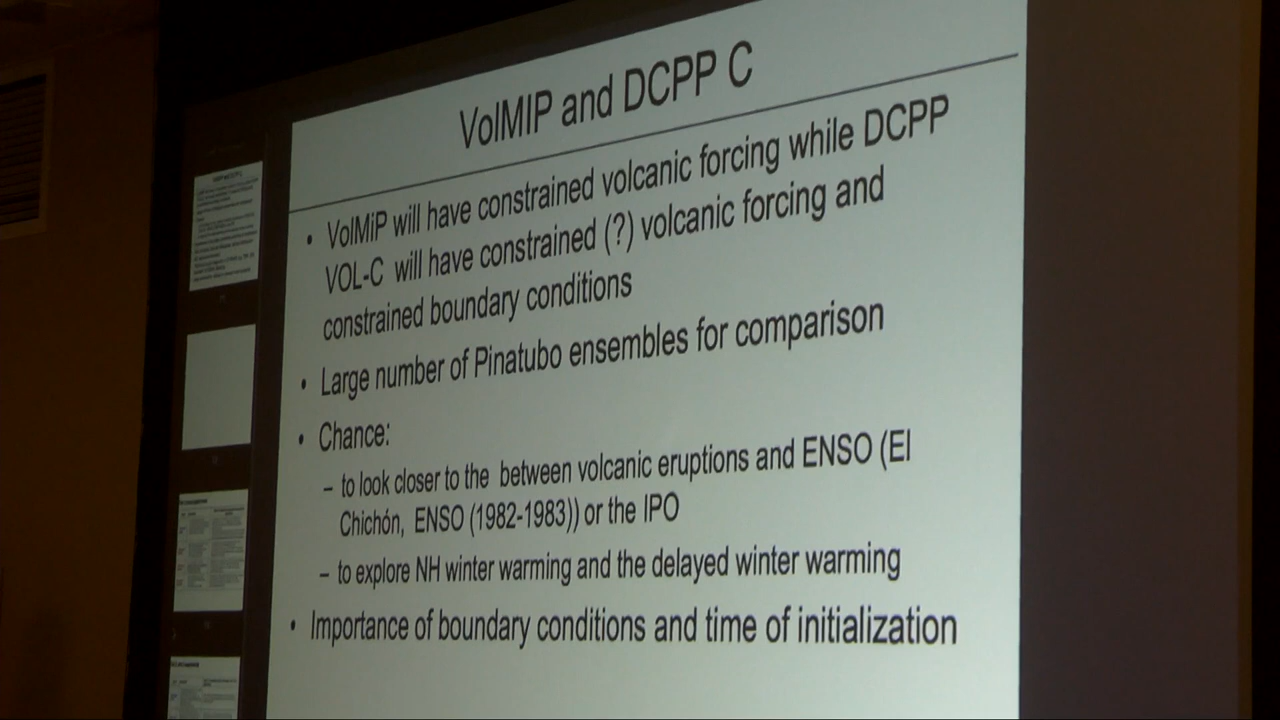 VolMIP and DCPP C
• VolMiP will have constrained volcanic forcing while DCPP
VOL-C will have constrained (?) volcanic forcing and
constrained boundary conditions
• Large number of Pinatubo ensembles for comparison
• Chance:
– to look closer to the between volcanic eruptions and ENSO (El
Chichón, ENSO (1982-1983)) or the IPO
– to explore NH winter warming and the delayed winter warming
• Importance of boundary conditions and time of initialization